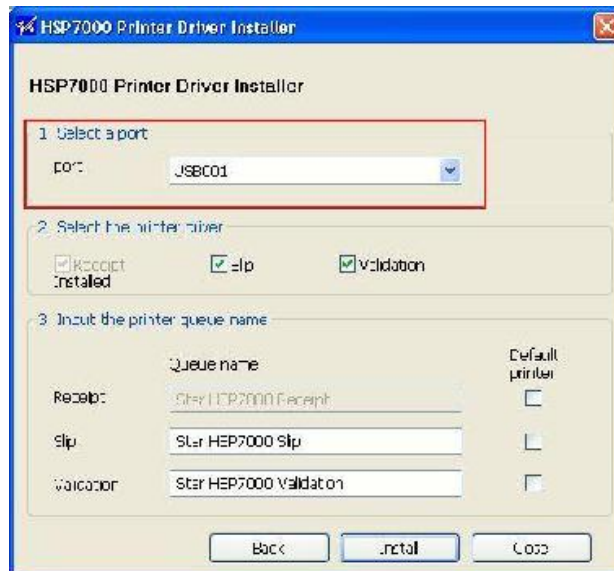 HSP7000 Printer Driver Installer
HSP7000 Printer Driver Installer
1. Select a port
port USB001
2. Select the printer driver
Receipt Slip Validation
Installed
3. Input the printer queue name
Queue name Default printer
Receipt Star HSP7000 Receipt
Slip Star HSP7000 Slip
Validation Star HSP7000 Validation
Back Install Close